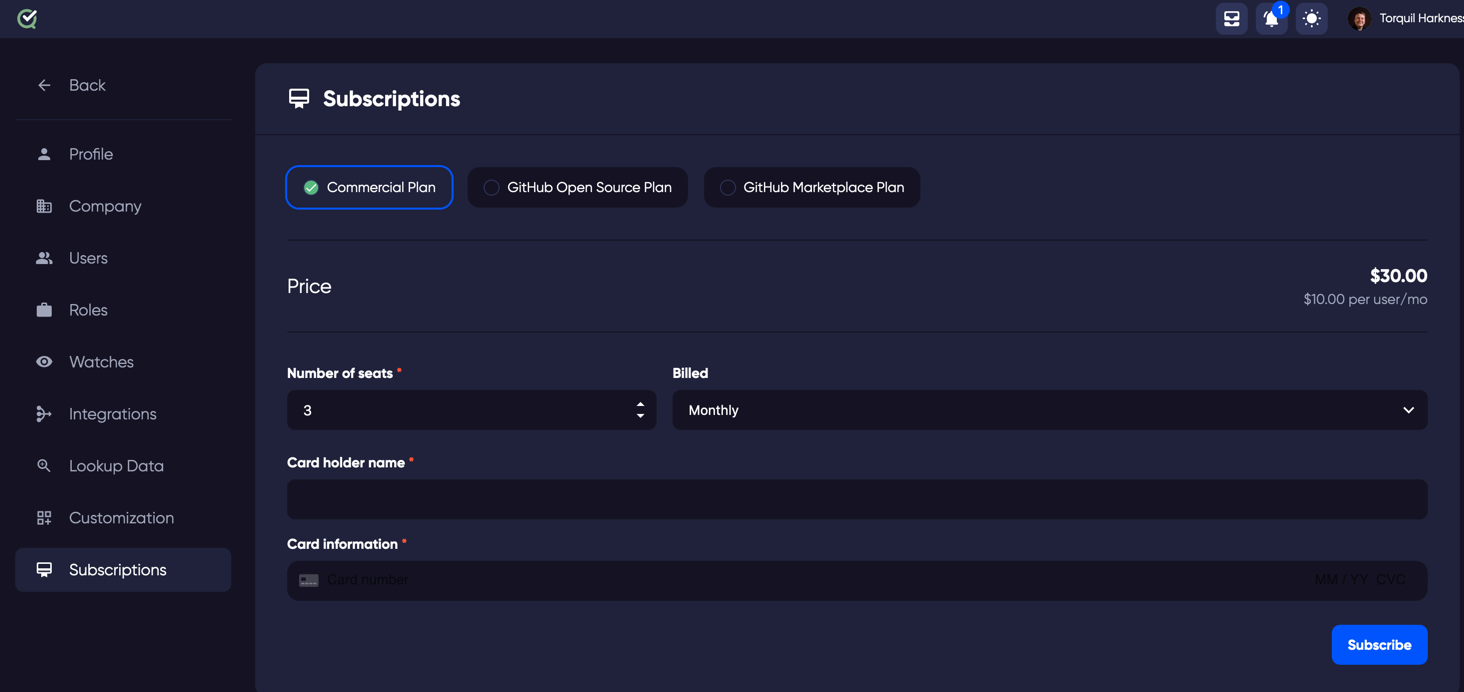 1
Torquil Harkness
Back
Profile
Company
Users
Roles
Watches
Integrations
Lookup Data
Customization
Subscriptions
Subscriptions
Commercial Plan
GitHub Open Source Plan
GitHub Marketplace Plan
Price
$30.00
$10.00 per user/mo
Number of seats *
Billed
3
Monthly
Card holder name *
Card information *
Card number
MM / YY CVC
Subscribe